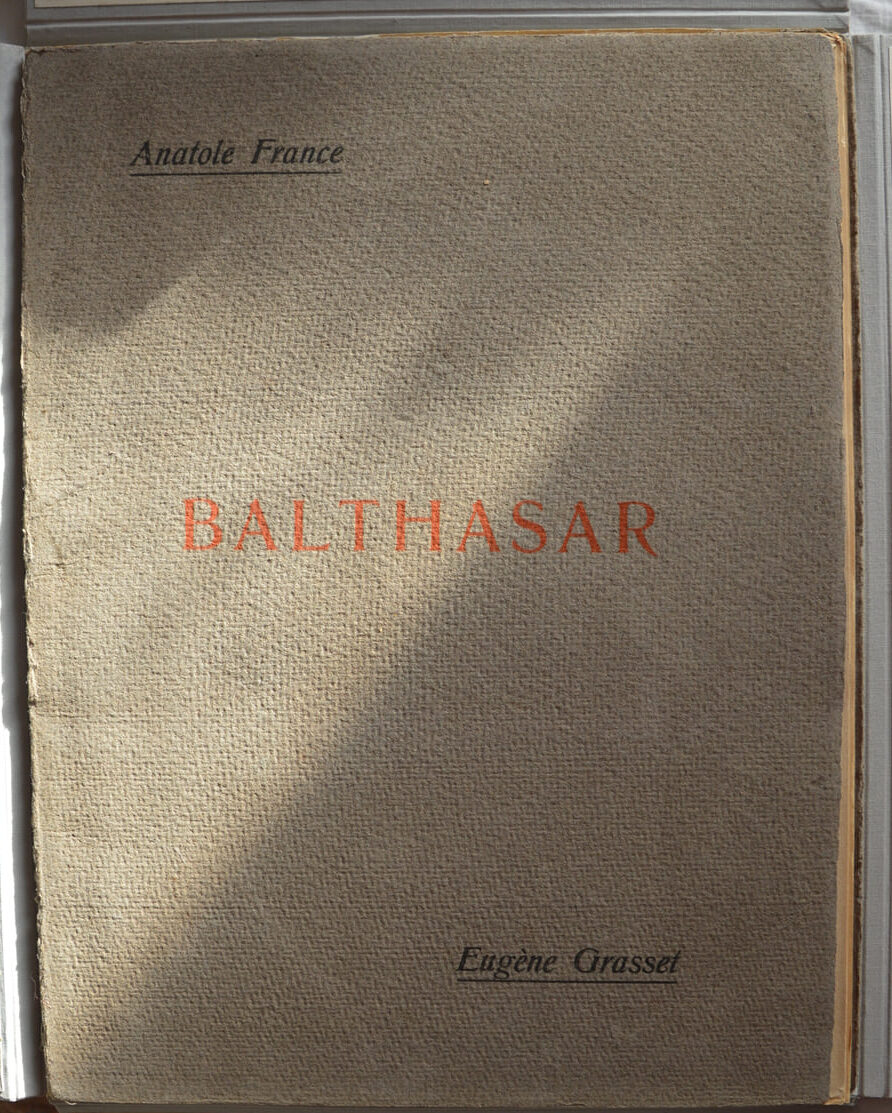 Anatole France
BALTHASAR
Eugène Grasset